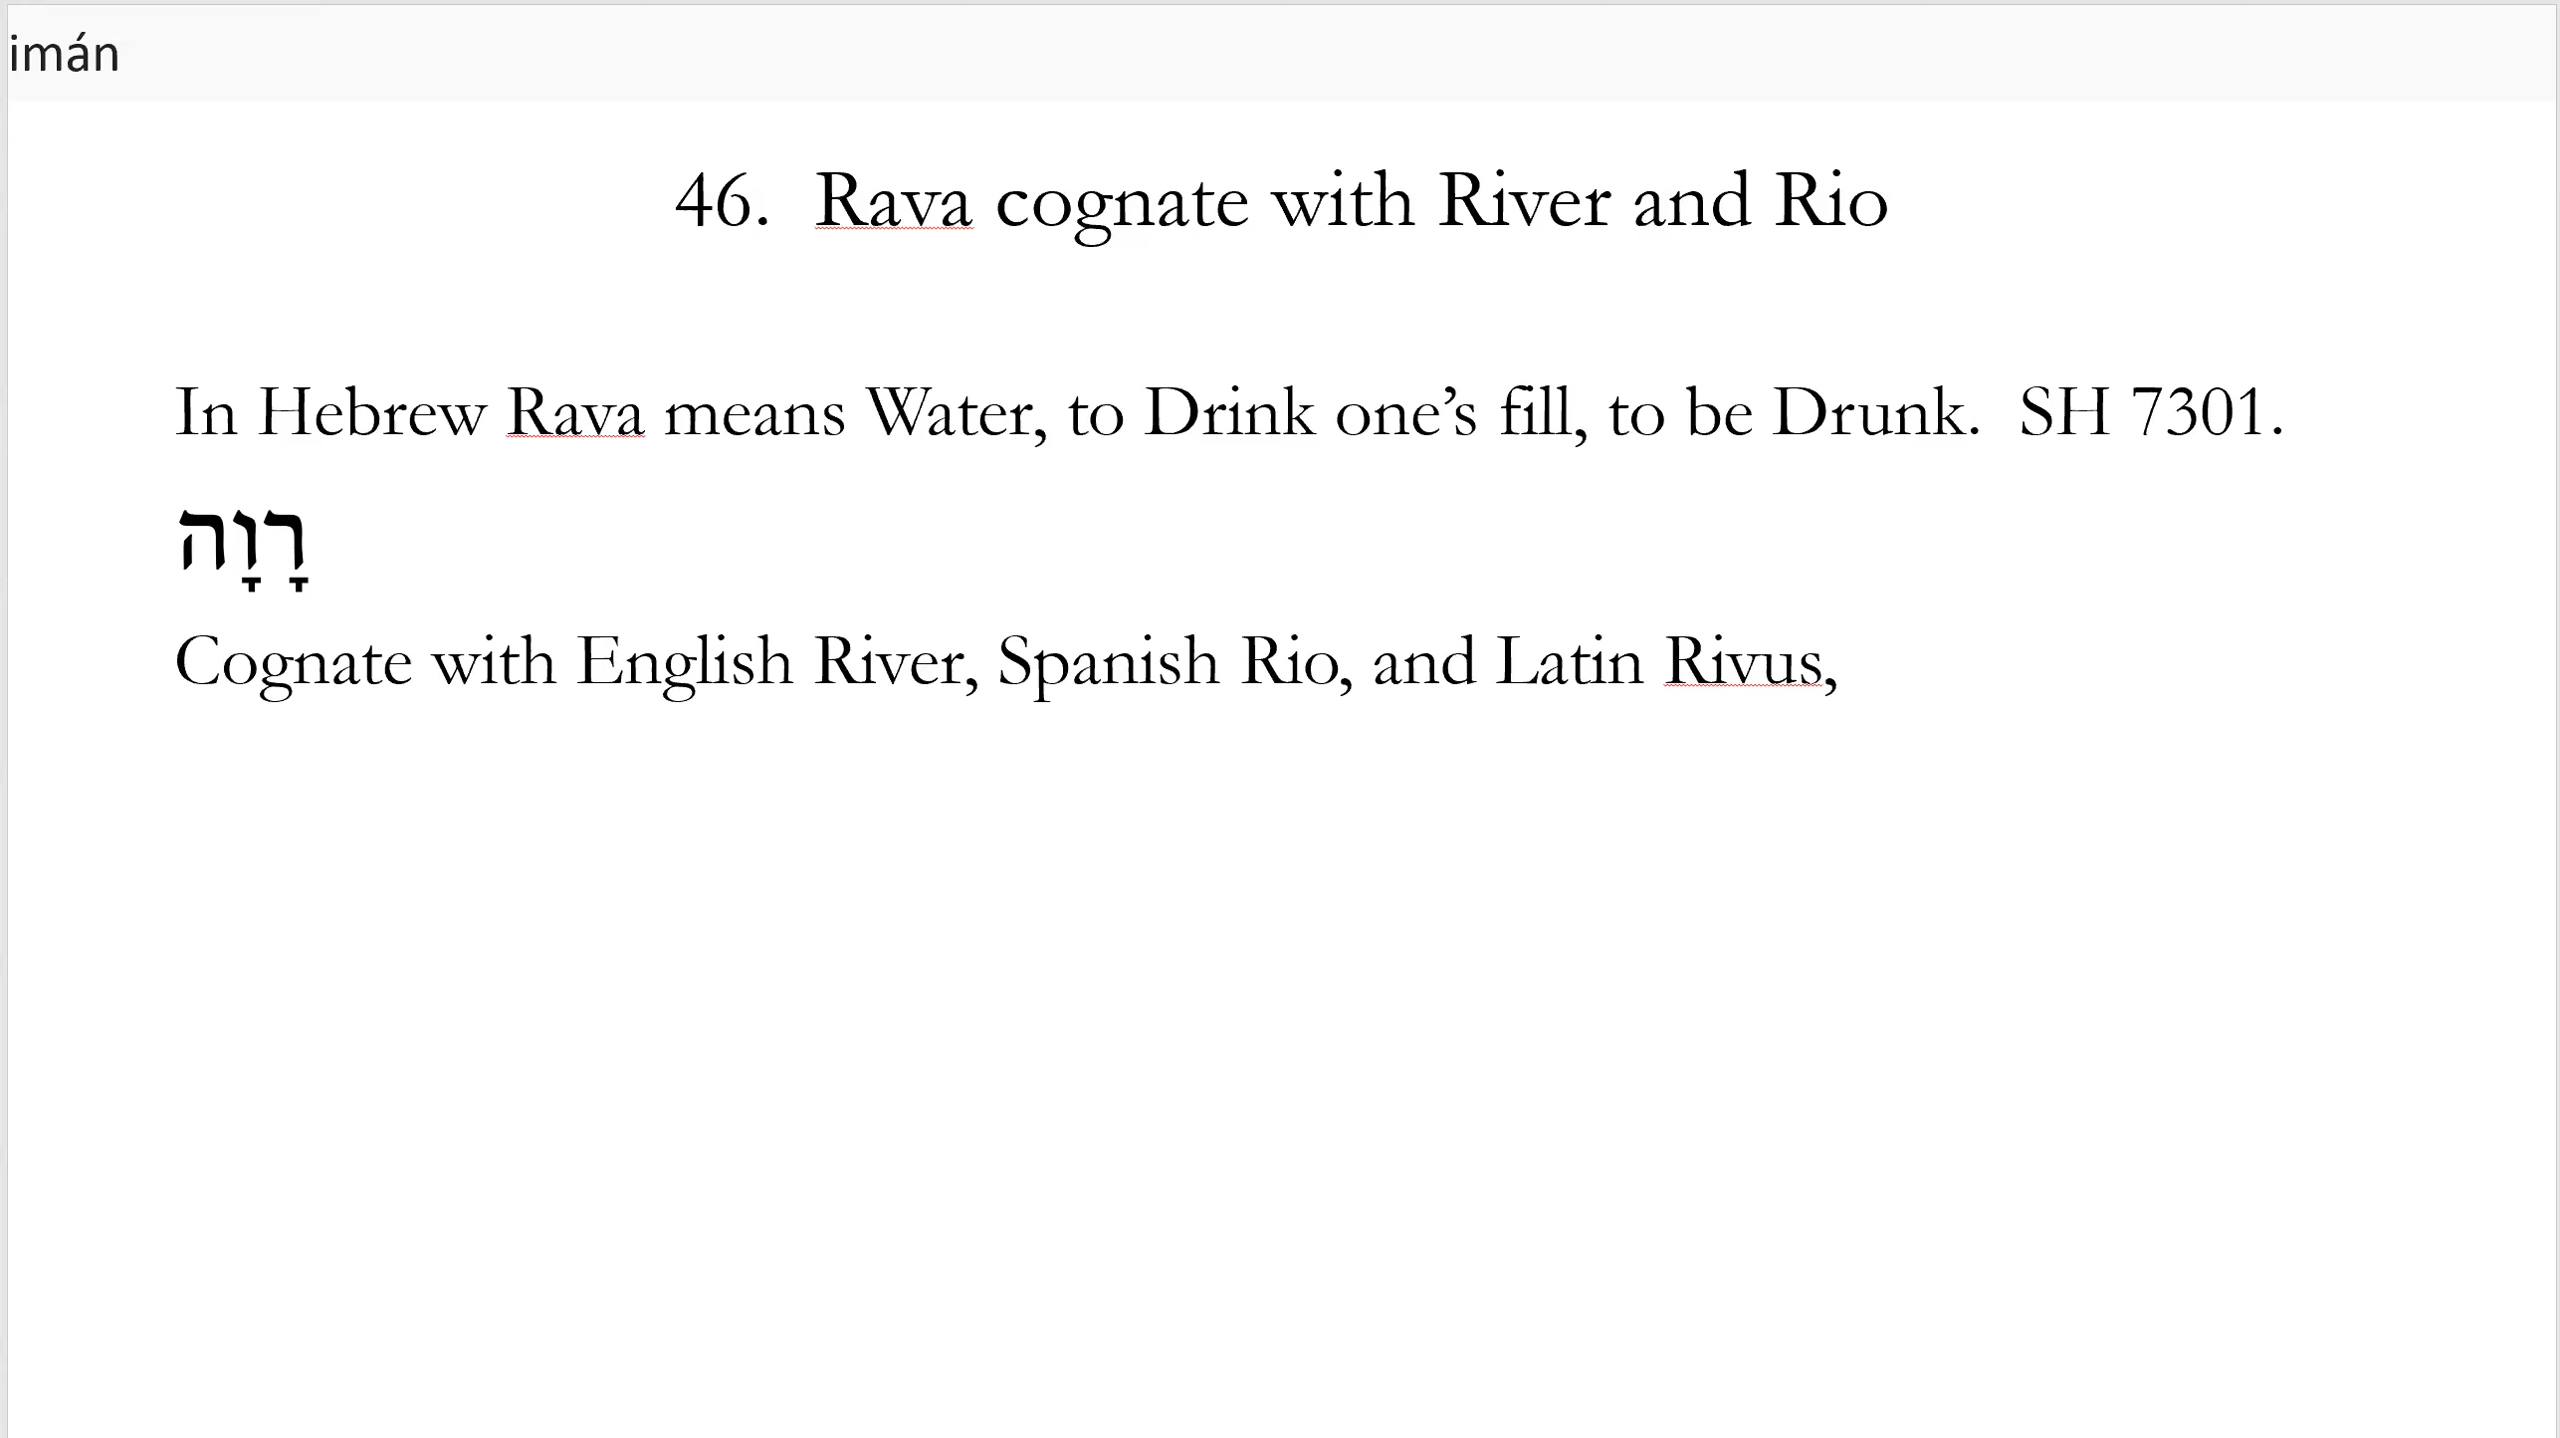 imán
46.  Rava cognate with River and Rio
In Hebrew Rava means Water, to Drink one’s fill, to be Drunk.  SH 7301.
רָוָה
Cognate with English River, Spanish Rio, and Latin Rivus,